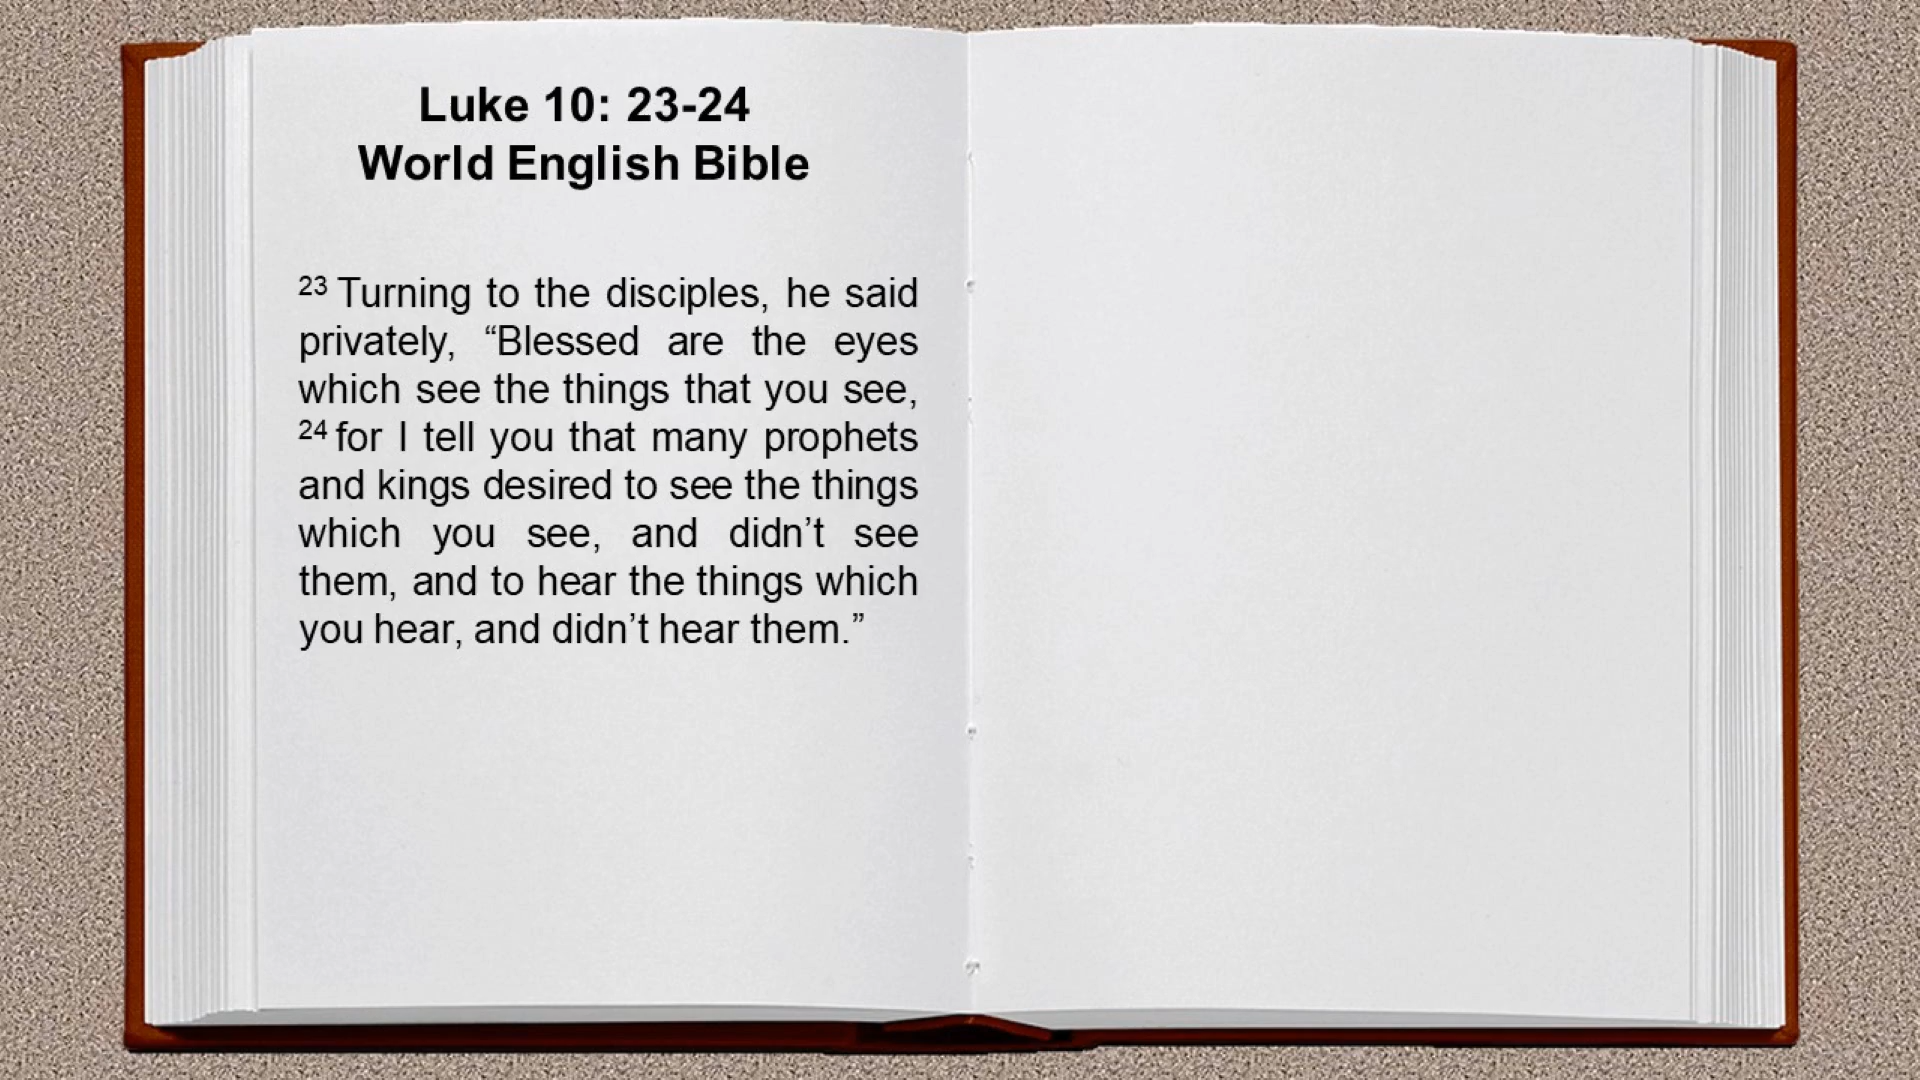 Luke 10: 23-24
World English Bible
23 Turning to the disciples, he said
privately, “Blessed are the eyes
which see the things that you see,
24 for I tell you that many prophets
and kings desired to see the things
which you see, and didn’t see
them, and to hear the things which
you hear, and didn’t hear them.”